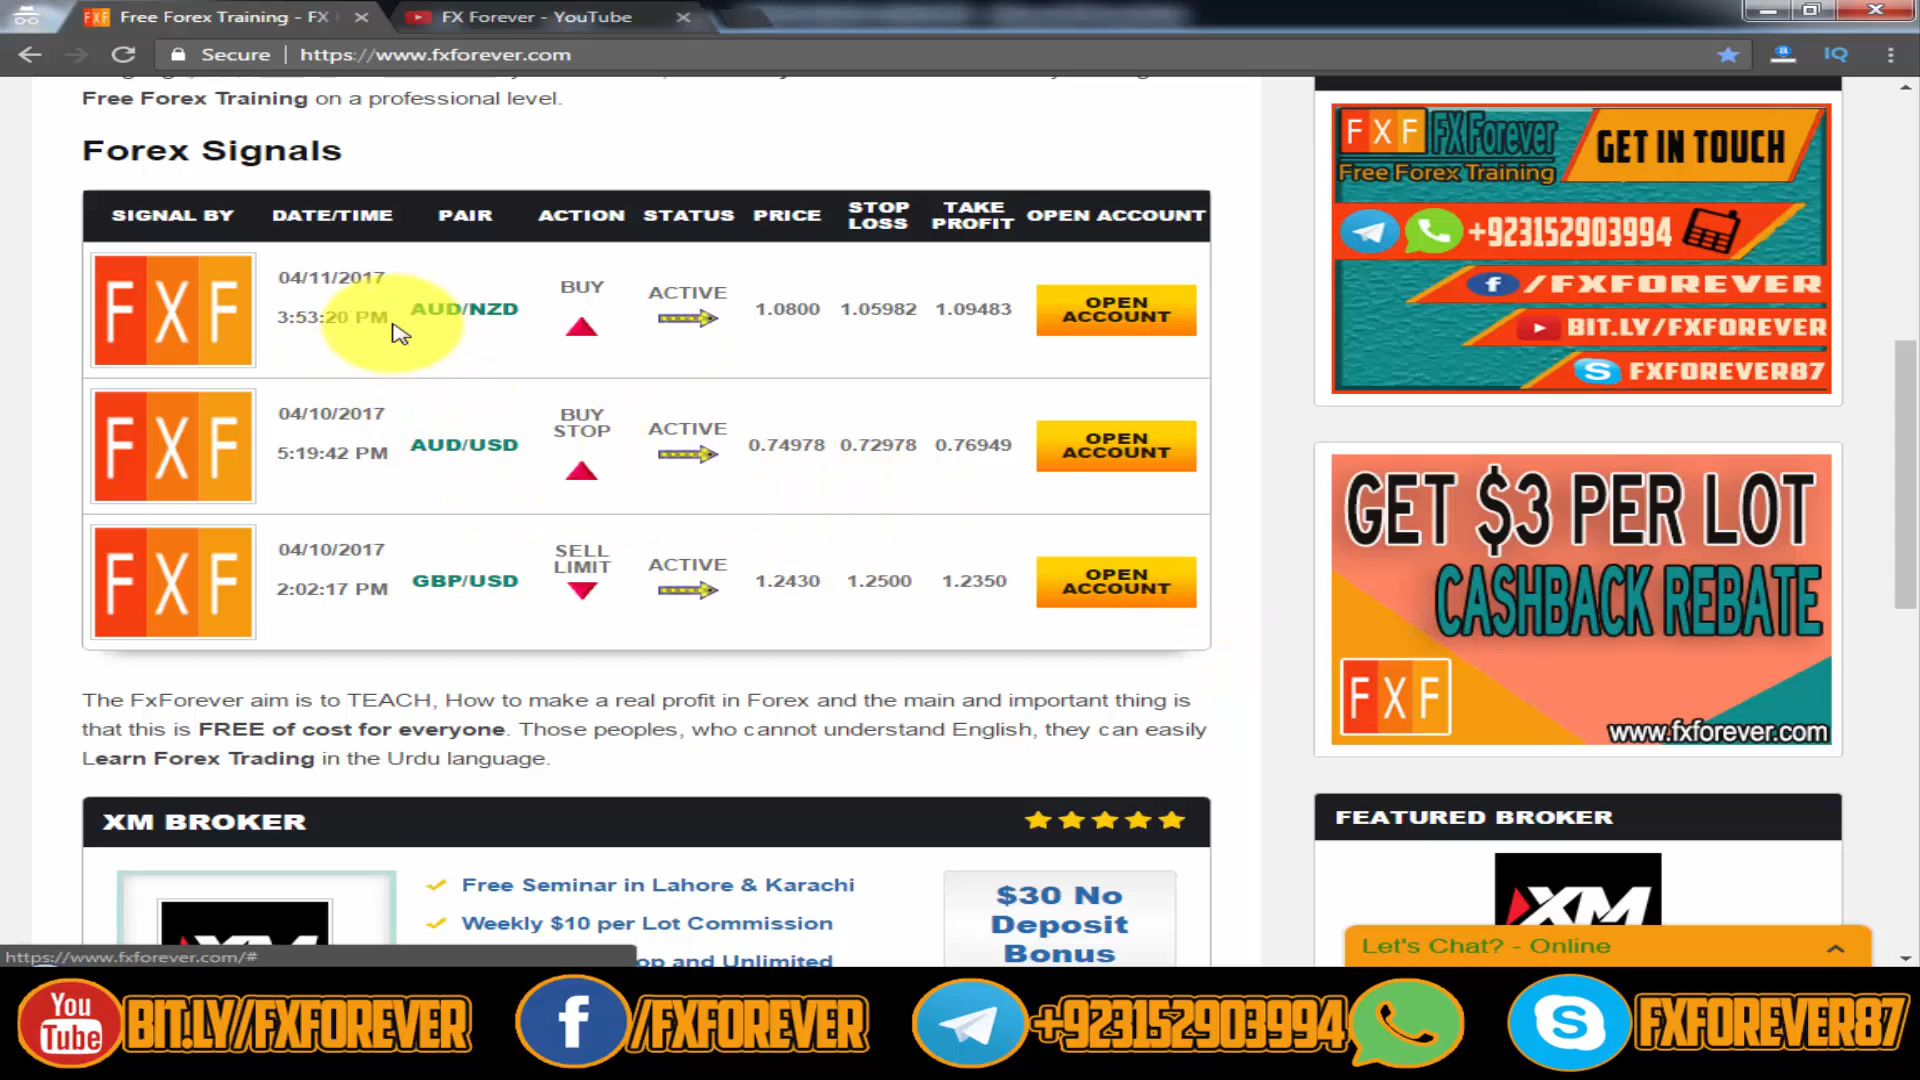 Free Forex Training - FX
FX Forever - YouTube
Secure
https://www.fxforever.com
IQ
Free Forex Training on a professional level.
Forex Signals
SIGNAL BY DATE/TIME PAIR ACTION STATUS PRICE STOP LOSS TAKE PROFIT OPEN ACCOUNT
FXF 04/11/2017 3:53:20 PM AUD/NZD BUY ACTIVE 1.0800 1.05982 1.09483 OPEN ACCOUNT
FXF 04/10/2017 5:19:42 PM AUD/USD BUY STOP ACTIVE 0.74978 0.72978 0.76949 OPEN ACCOUNT
FXF 04/10/2017 2:02:17 PM GBP/USD SELL LIMIT ACTIVE 1.2430 1.2500 1.2350 OPEN ACCOUNT
The FxForever aim is to TEACH, How to make a real profit in Forex and the main and important thing is
that this is FREE of cost for everyone. Those peoples, who cannot understand English, they can easily
Learn Forex Trading in the Urdu language.
XM BROKER
Free Seminar in Lahore & Karachi
Weekly $10 per Lot Commission
op and Unlimited
$30 No
Deposit
Bonus
FXF FX Forever
Free Forex Training
GET IN TOUCH
+923152903994
/FXFOREVER
BIT.LY/FXFOREVER
FXFOREVER87
GET $3 PER LOT
CASHBACK REBATE
FXF
www.fxforever.com
FEATURED BROKER
XM
Let's Chat? - Online
https://www.fxforever.com/#
You Tube BIT.LY/FXFOREVER
/FXFOREVER
+923152903994
FXFOREVER87